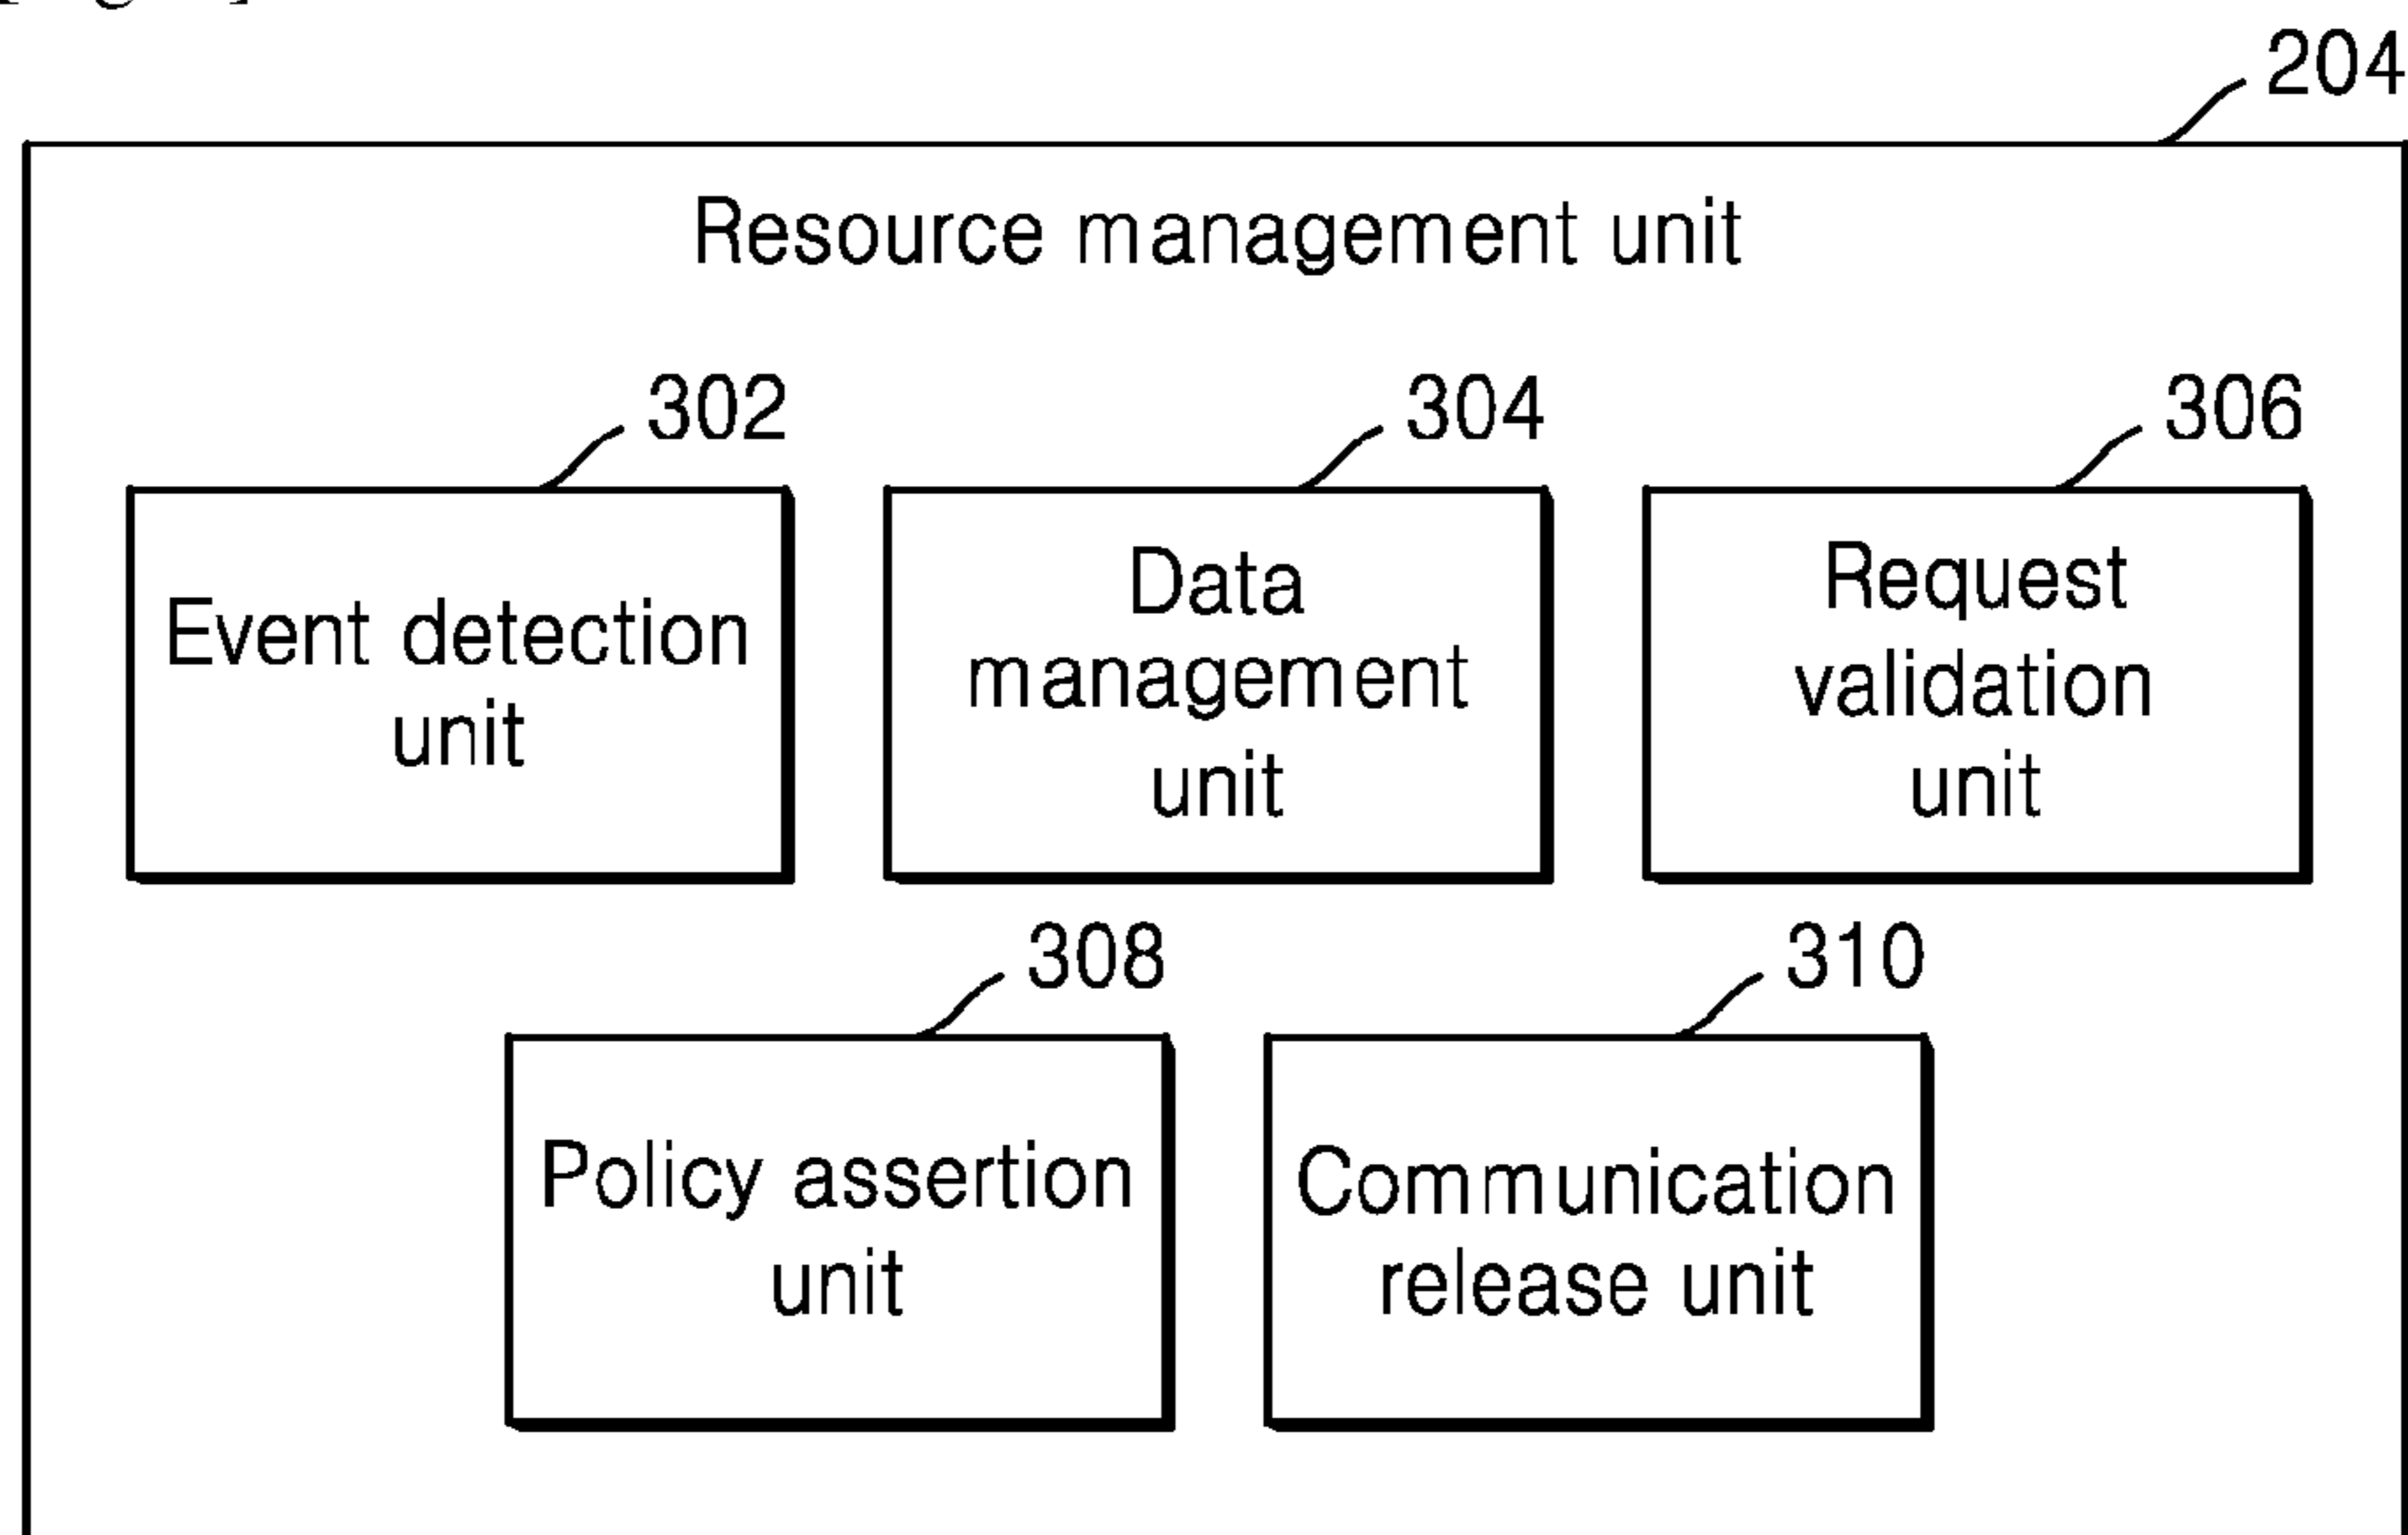 204
Resource management unit
302
304
306
Event detection
unit
Data
management
unit
Request
validation
unit
308
310
Policy assertion
unit
Communication
release unit